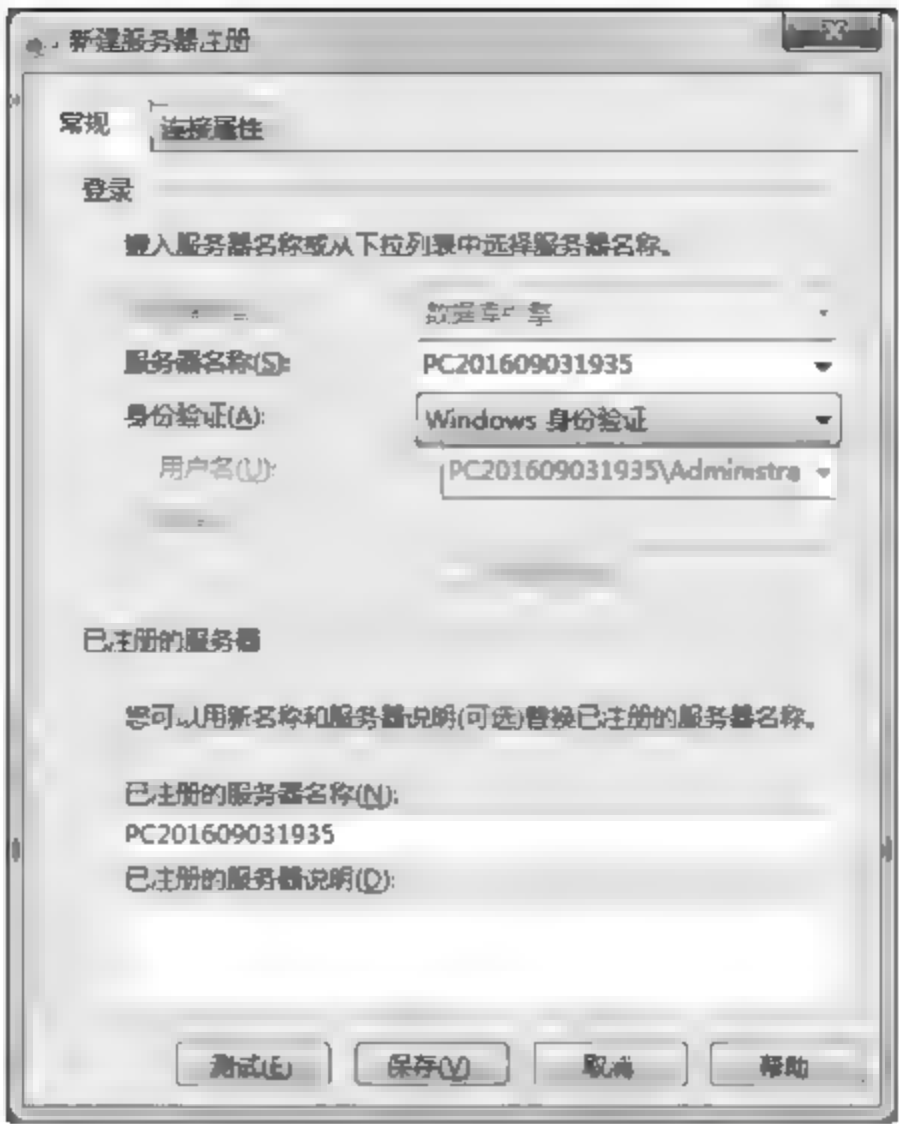 新建服务器注册
常规
连接属性
登录
键入服务器名称或从下拉列表中选择服务器名称。
数据库引擎
服务器名称(S):
PC201609031935
身份验证(A):
Windows 身份验证
用户名(U):
PC201609031935\Administra
已注册的服务器
您可以用新名称和服务器说明(可选)替换已注册的服务器名称。
已注册的服务器名称(N):
PC201609031935
已注册的服务器说明(D):
测试(E)
保存(V)
取消
帮助